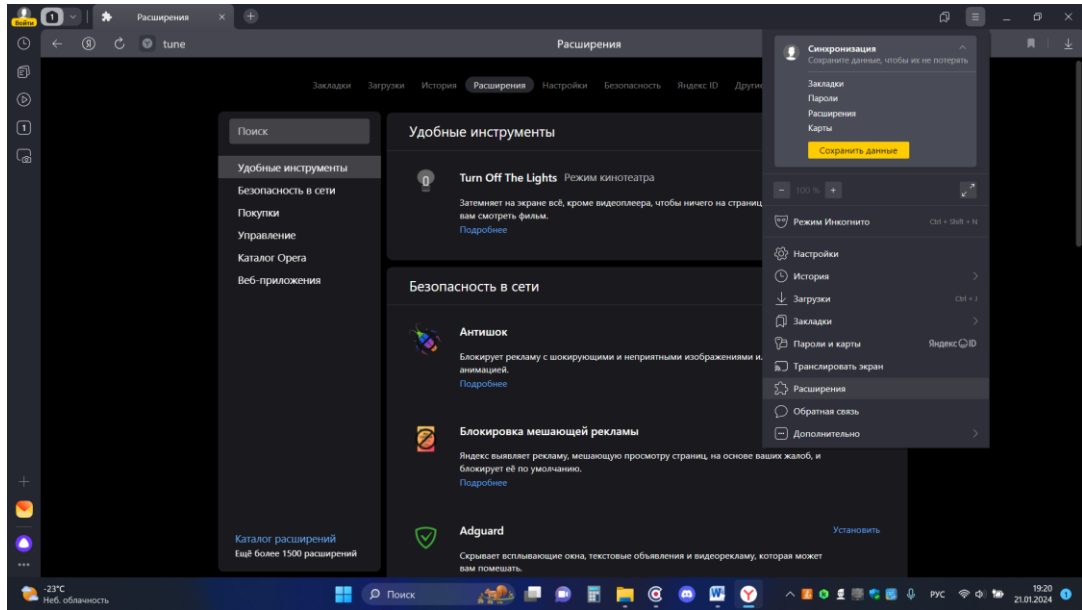 Войти
1
Расширения
tune
Расширения
Закладки Загрузки История Расширения Настройки Безопасность Яндекс ID Другие
1
Поиск
Удобные инструменты
Безопасность в сети
Покупки
Управление
Каталог Opera
Веб-приложения
Каталог расширений
Ещё более 1500 расширений
Удобные инструменты
Turn Off The Lights Режим кинотеатра
Затемняет на экране всё, кроме видеоплеера, чтобы ничего на страниц
вам смотреть фильм.
Подробнее
Безопасность в сети
Антишок
Блокирует рекламу с шокирующими и неприятными изображениями и.
анимацией.
Подробнее
Блокировка мешающей рекламы
Яндекс выявляет рекламу, мешающую просмотру страниц, на основе ваших жалоб, и
блокирует её по умолчанию.
Подробнее
Adguard
Установить
Скрывает всплывающие окна, текстовые объявления и видеорекламу, которая может
вам помешать.
Синхронизация
Сохраните данные, чтобы их не потерять
Закладки
Пароли
Расширения
Карты
Сохранить данные
− 100 % +
Режим Инкогнито Ctrl + Shift + N
Настройки
История
Загрузки Ctrl + J
Закладки
Пароли и карты Яндекс ID
Транслировать экран
Расширения
Обратная связь
Дополнительно
-23°C
Неб. облачность
Поиск
РУС
19:20
21.01.2024
1